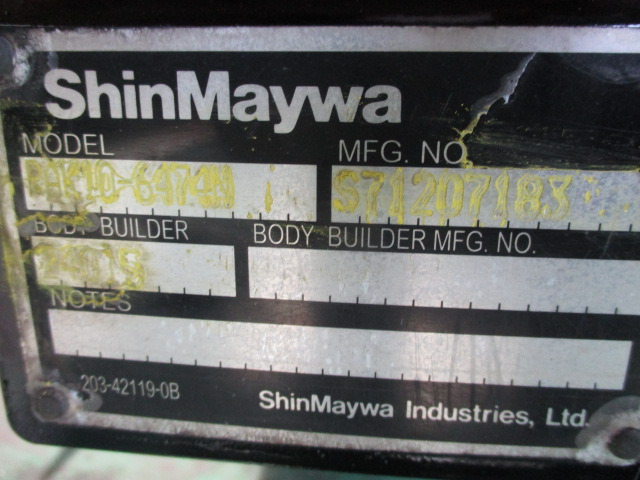 ShinMaywa
MODEL MFG. NO.
S71207183
BODY BUILDER BODY BUILDER MFG. NO.
NOTES
203-42119-0B
ShinMaywa Industries, Ltd.